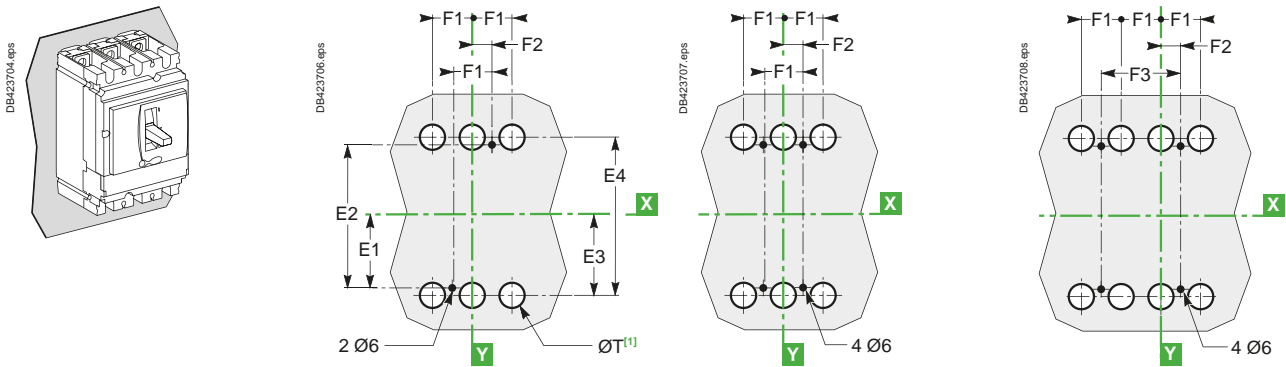 DB423704.eps
DB423706.eps
F1 F1
F2
F1
E2
E1
E4
E3
X
Y
2 Ø6
ØT[1]
DB423707.eps
F1 F1
F2
F1
X
Y
4 Ø6
DB423708.eps
F1 F1 F1
F2
F3
X
Y
4 Ø6